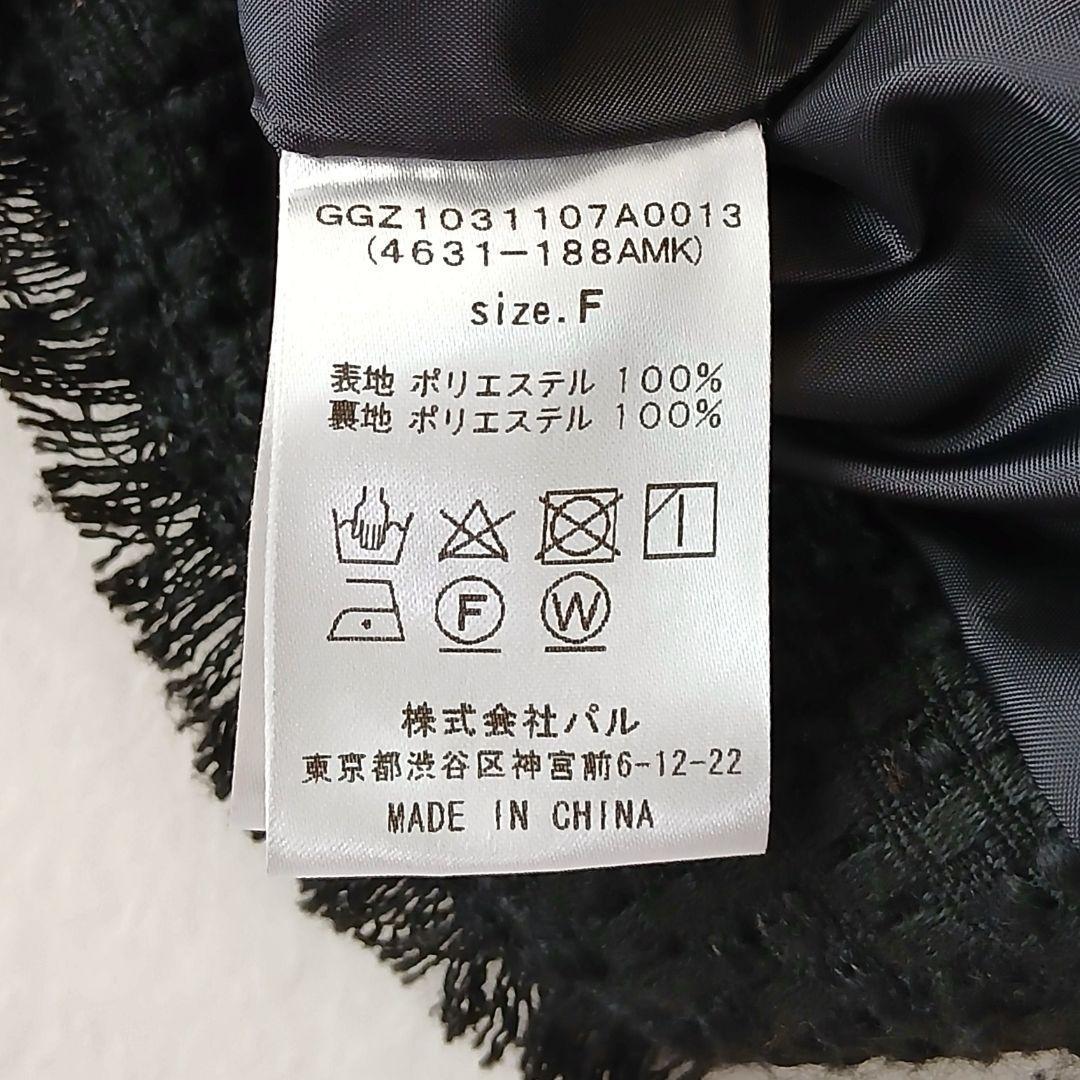 GGZ1031107A0013
(4631-188AMK)
size.F
表地 ポリエステル 100%
裏地 ポリエステル 100%
F W
株式会社パル
東京都渋谷区神宮前6-12-22
MADE IN CHINA